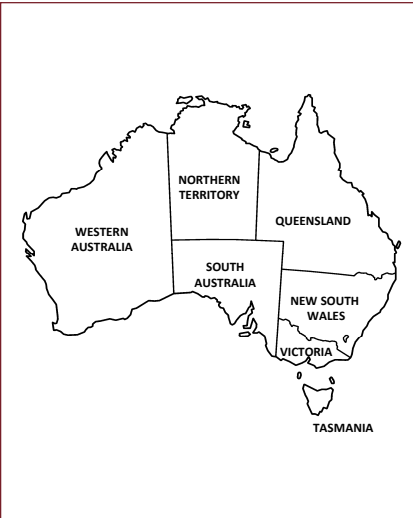 NORTHERN
TERRITORY
QUEENSLAND
WESTERN
AUSTRALIA
SOUTH
AUSTRALIA
NEW SOUTH
WALES
VICTORIA
TASMANIA